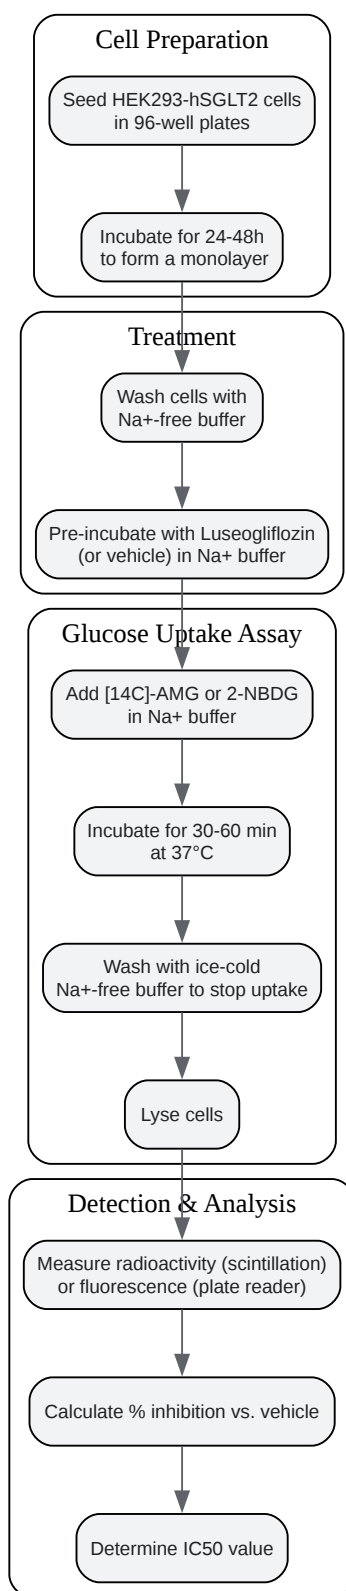 Cell Preparation
Seed HEK293-hSGLT2 cells
in 96-well plates
Incubate for 24-48h
to form a monolayer
Treatment
Wash cells with
Na+-free buffer
Pre-incubate with Luseogliflozin
(or vehicle) in Na+ buffer
Glucose Uptake Assay
Add [14C]-AMG or 2-NBDG
in Na+ buffer
Incubate for 30-60 min
at 37°C
Wash with ice-cold
Na+-free buffer to stop uptake
Lyse cells
Detection & Analysis
Measure radioactivity (scintillation)
or fluorescence (plate reader)
Calculate % inhibition vs. vehicle
Determine IC50 value